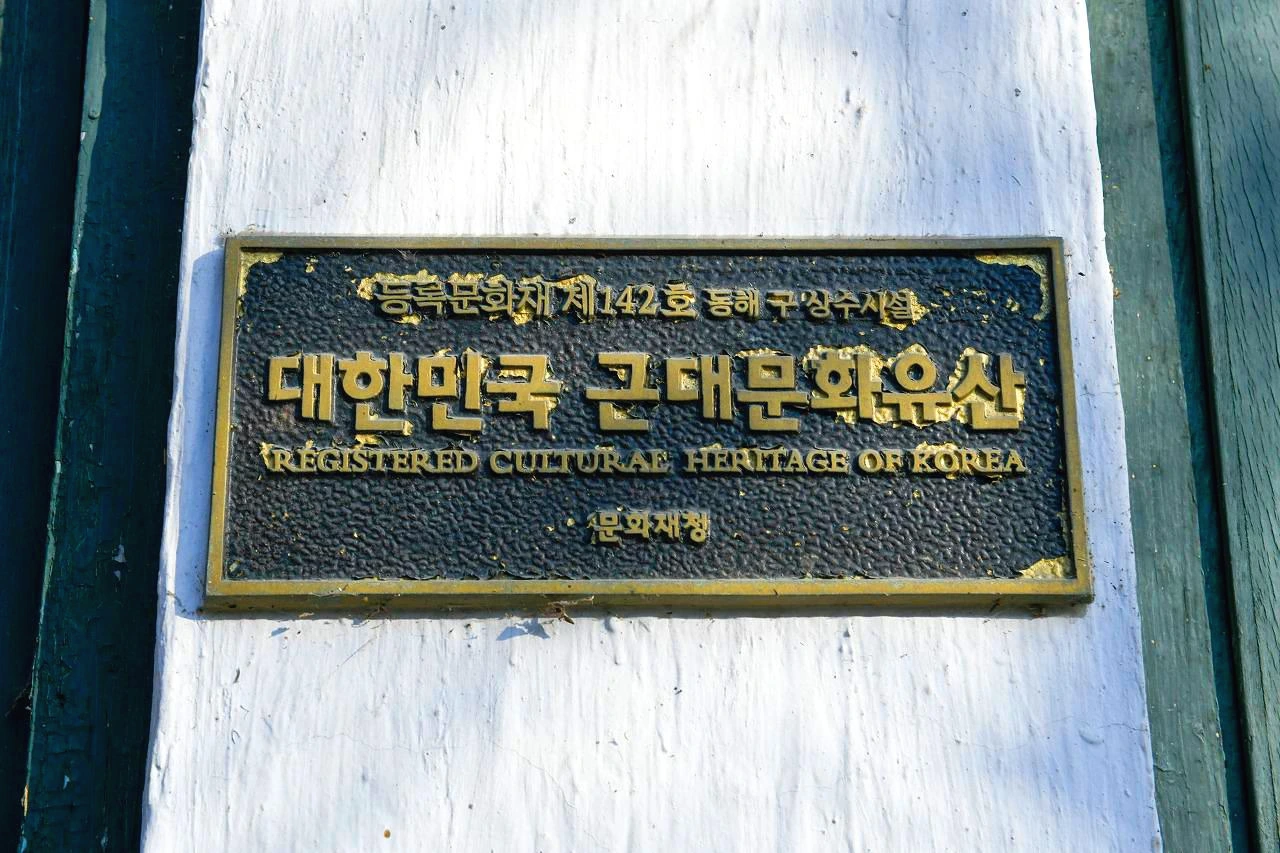 등록문화재 제142호 동해 구 상수시설
대한민국 근대문화유산
REGISTERED CULTURAL HERITAGE OF KOREA
문화재청